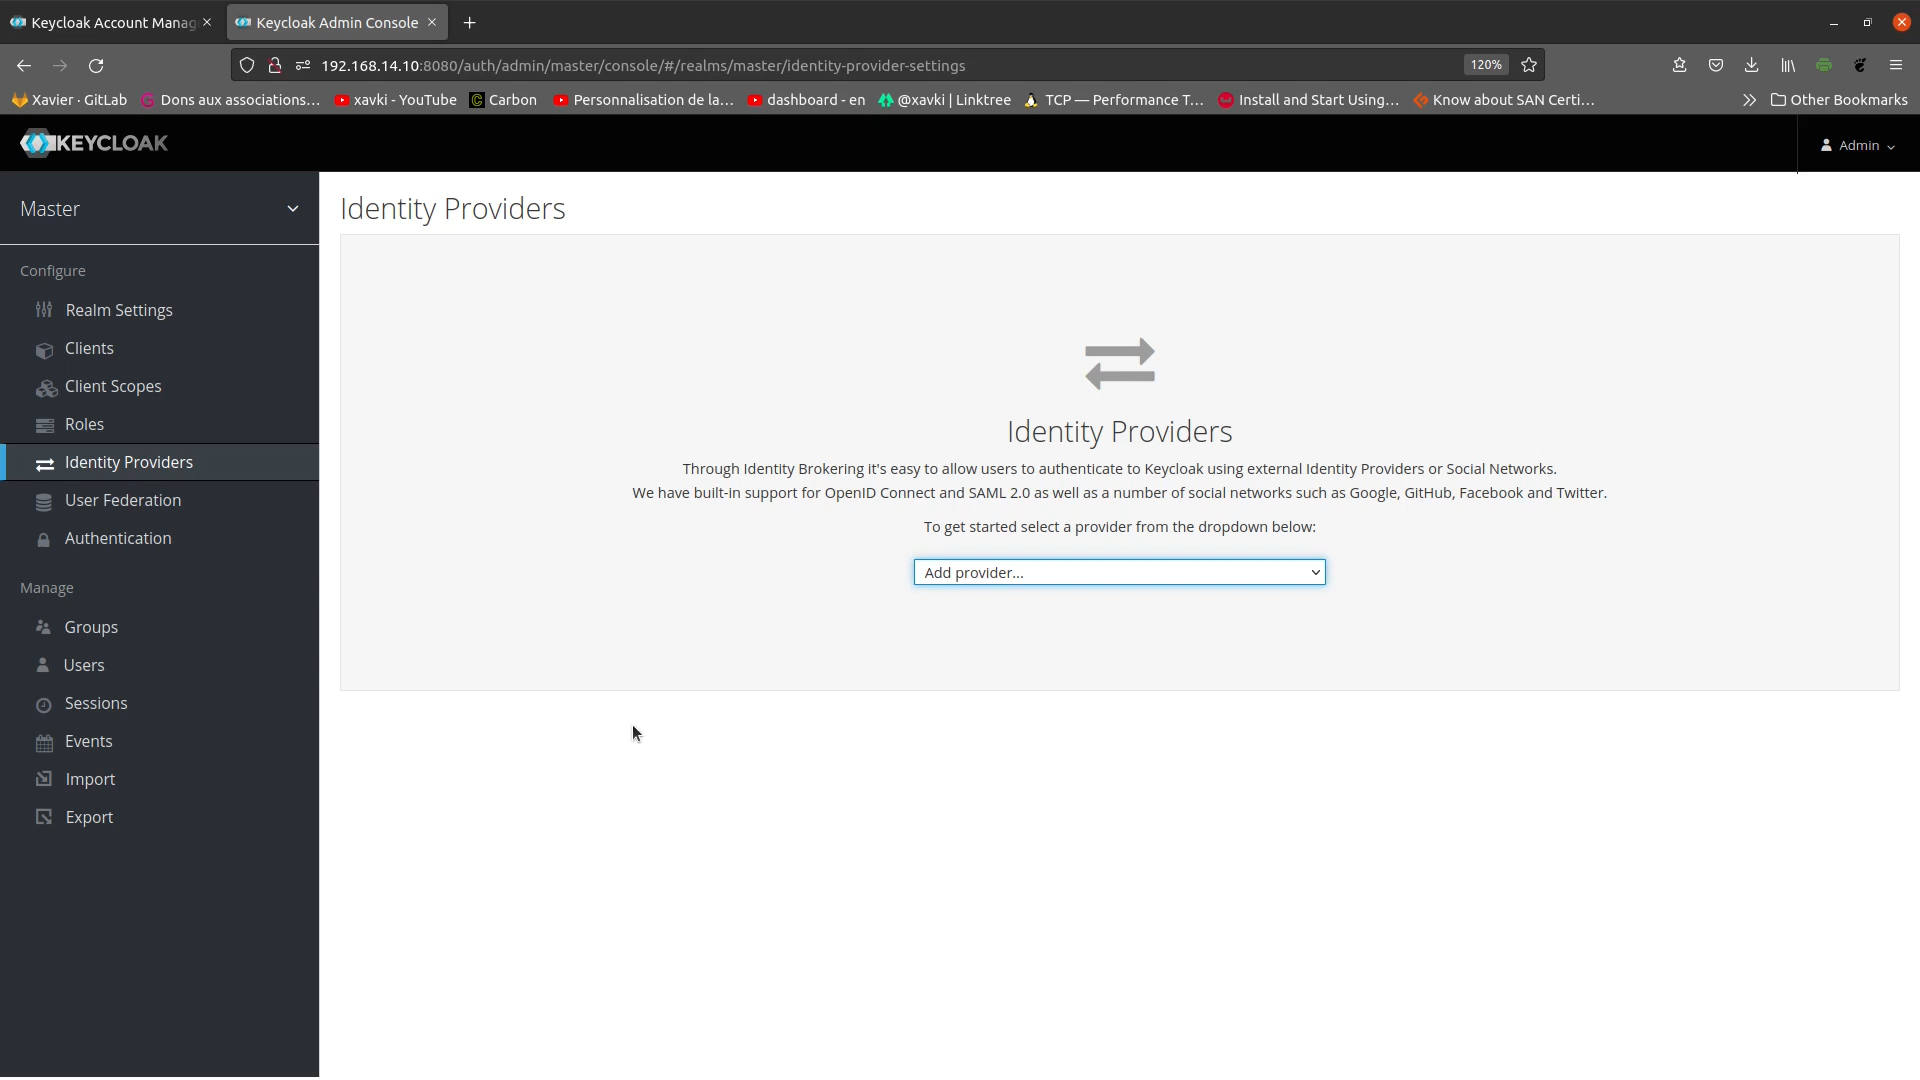 Keycloak Account Manag
Keycloak Admin Console
192.168.14.10:8080/auth/admin/master/console/#/realms/master/identity-provider-settings
120%
Xavier · GitLab
Dons aux associations…
xavki - YouTube
Carbon
Personnalisation de la…
dashboard - en
@xavki | Linktree
TCP — Performance T…
Install and Start Using…
Know about SAN Certi…
Other Bookmarks
KEYCLOAK
Admin
Master
Configure
Realm Settings
Clients
Client Scopes
Roles
Identity Providers
User Federation
Authentication
Manage
Groups
Users
Sessions
Events
Import
Export
Identity Providers
Identity Providers
Through Identity Brokering it's easy to allow users to authenticate to Keycloak using external Identity Providers or Social Networks.
We have built-in support for OpenID Connect and SAML 2.0 as well as a number of social networks such as Google, GitHub, Facebook and Twitter.
To get started select a provider from the dropdown below:
Add provider...